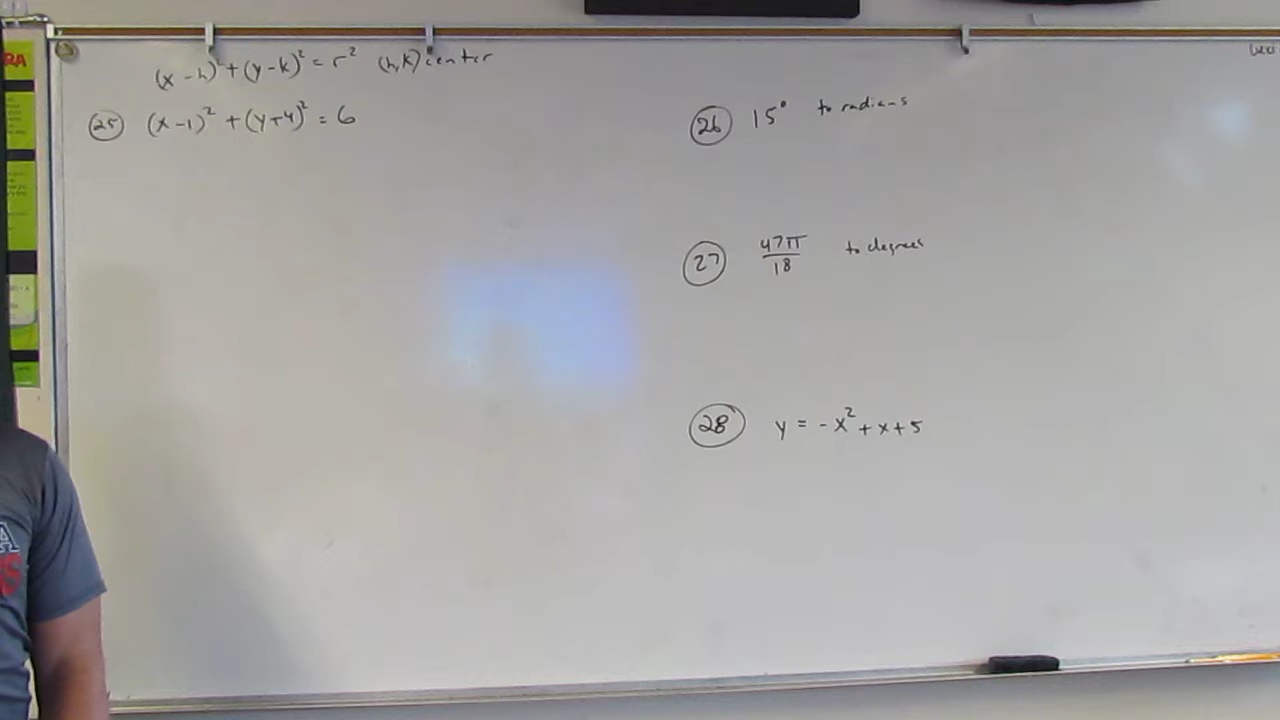 (x-h)²+(y-k)²=r² (h,k) center
25 (x-1)²+(y+4)²=6
26 15° to radians
27 47π/18 to degrees
28 y=-x²+x+5
RA
A